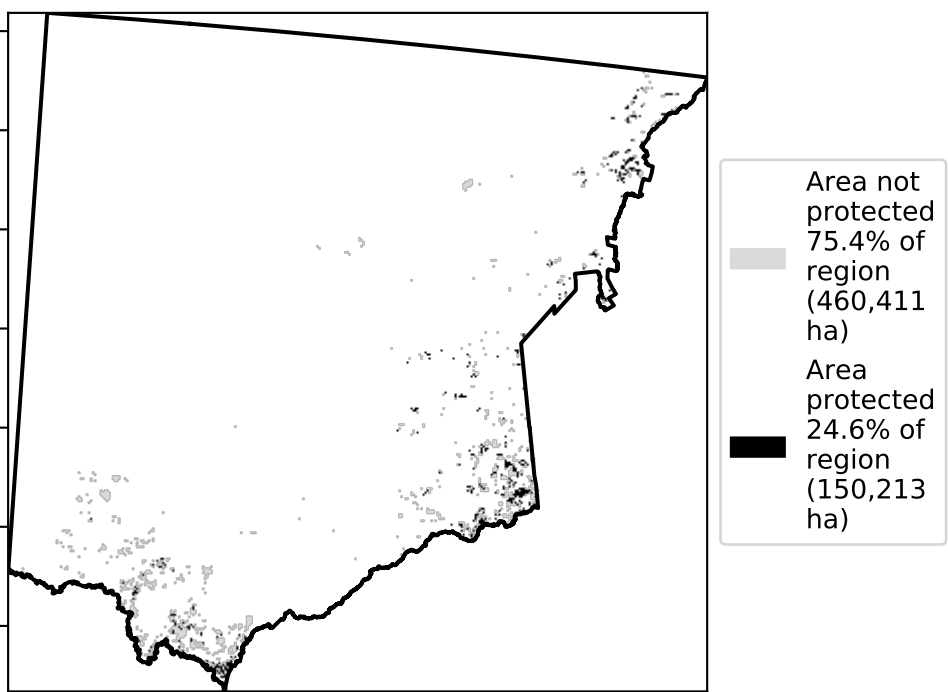 Area not
protected
75.4% of
region
(460,411
ha)
Area
protected
24.6% of
region
(150,213
ha)